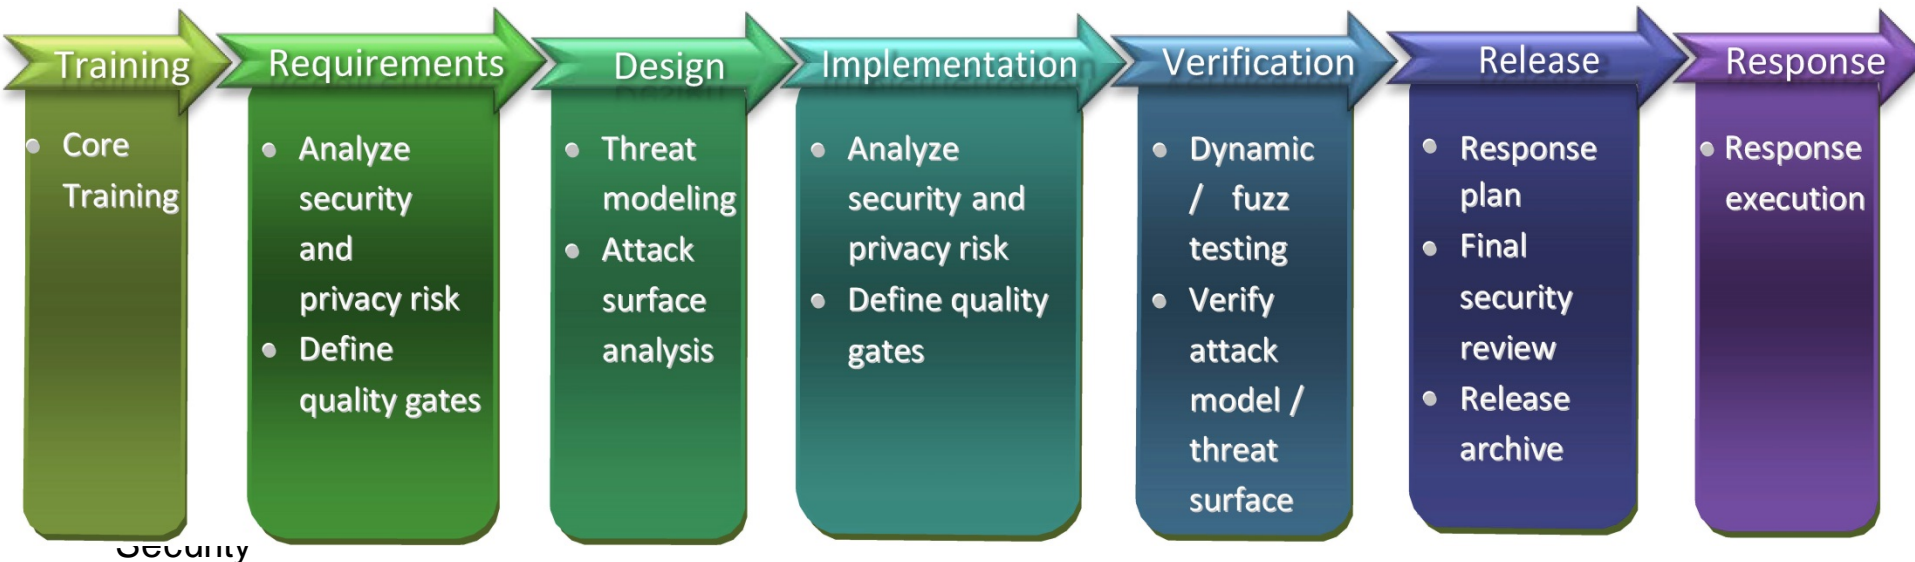 Training
Core
Training
Requirements
Analyze
security
and
privacy risk
Define
quality gates
Design
Threat
modeling
Attack
surface
analysis
Implementation
Analyze
security and
privacy risk
Define quality
gates
Verification
Dynamic
/ fuzz
testing
Verify
attack
model /
threat
surface
Release
Response
plan
Final
security
review
Release
archive
Response
Response
execution
Security